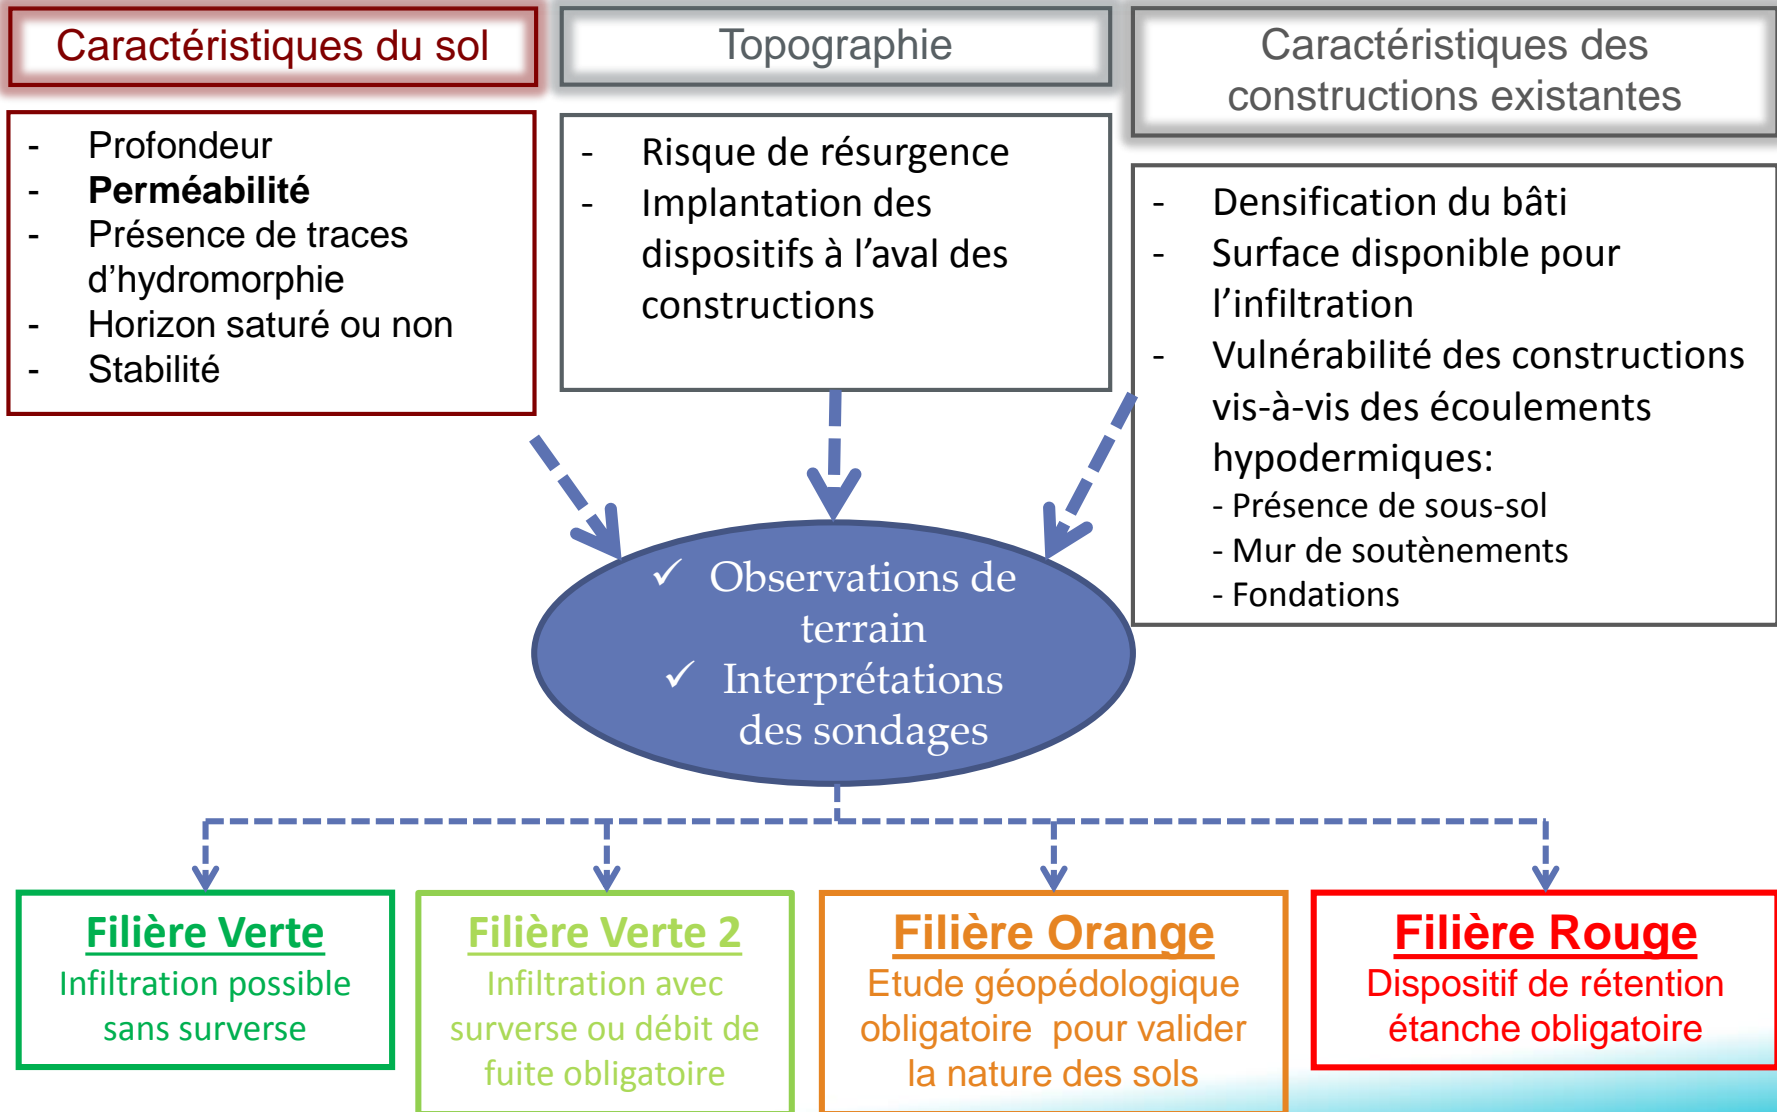 Caractéristiques du sol
- Profondeur
- Perméabilité
- Présence de traces
d'hydromorphie
- Horizon saturé ou non
- Stabilité
Topographie
- Risque de résurgence
- Implantation des
dispositifs à l'aval des
constructions
Caractéristiques des
constructions existantes
- Densification du bâti
- Surface disponible pour
l'infiltration
- Vulnérabilité des constructions
vis-à-vis des écoulements
hypodermiques:
- Présence de sous-sol
- Mur de soutènements
- Fondations
✓ Observations de
terrain
✓ Interprétations
des sondages
Filière Verte
Infiltration possible
sans surverse
Filière Verte 2
Infiltration avec
surverse ou débit de
fuite obligatoire
Filière Orange
Etude géopédologique
obligatoire pour valider
la nature des sols
Filière Rouge
Dispositif de rétention
étanche obligatoire